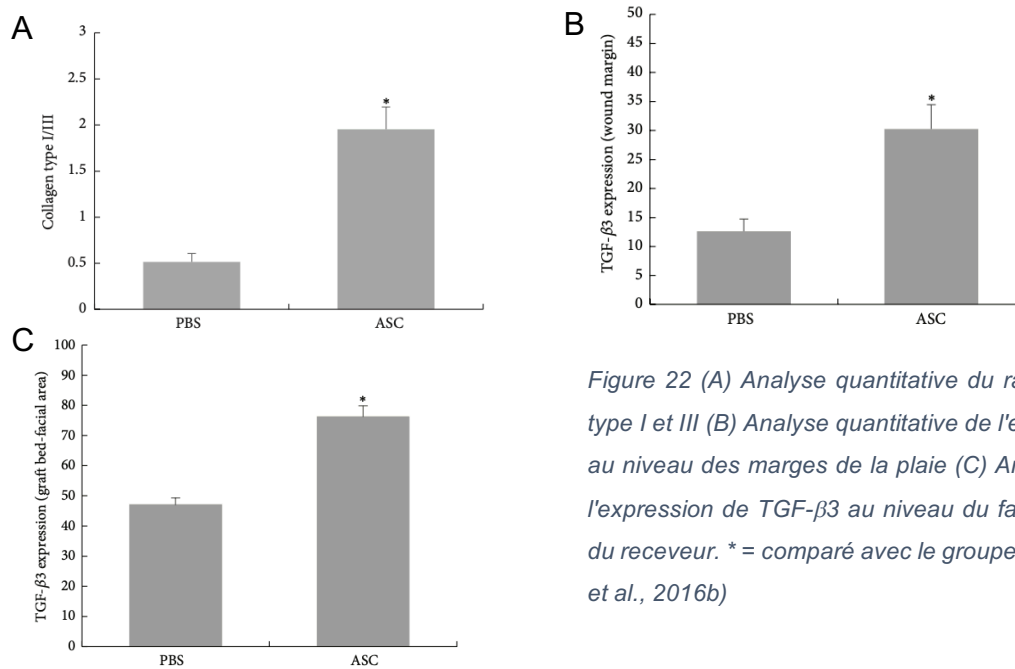 A
3
2.5
2
1.5
1
0.5
0
Collagen type I/III
*
PBS
ASC
B
50
45
40
35
30
25
20
15
10
5
0
TGF-β3 expression (wound margin)
*
PBS
ASC
C
100
90
80
70
60
50
40
30
20
10
0
TGF-β3 expression (graft bed-facial area)
*
PBS
ASC
Figure 22 (A) Analyse quantitative du
type I et III (B) Analyse quantitative de
au niveau des marges de la plaie (C)
l'expression de TGF-β3 au niveau du
du receveur. * = comparé avec le groupe
et al., 2016b)